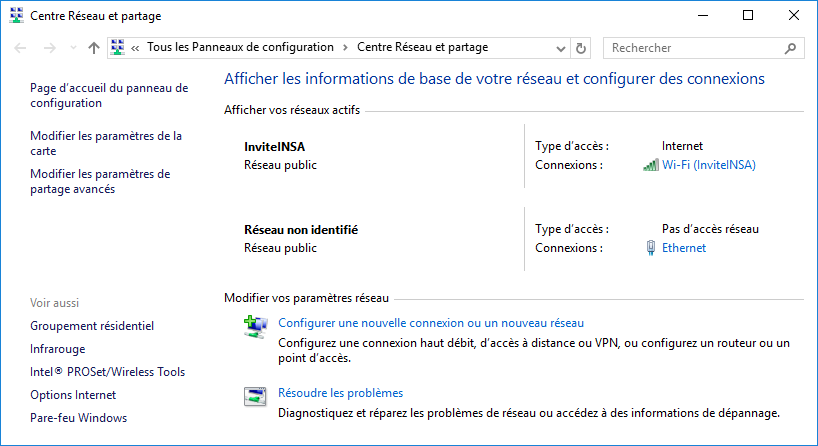 Centre Réseau et partage
« Tous les Panneaux de configuration > Centre Réseau et partage
Rechercher
Page d'accueil du panneau de
configuration
Modifier les paramètres de la
carte
Modifier les paramètres de
partage avancés
Afficher les informations de base de votre réseau et configurer des connexions
Afficher vos réseaux actifs
InviteINSA
Réseau public
Type d'accès : Internet
Connexions : Wi-Fi (InviteINSA)
Réseau non identifié
Réseau public
Type d'accès : Pas d'accès réseau
Connexions : Ethernet
Modifier vos paramètres réseau
Configurer une nouvelle connexion ou un nouveau réseau
Configurez une connexion haut débit, d'accès à distance ou VPN, ou configurez un routeur ou un
point d'accès.
Résoudre les problèmes
Diagnostiquez et réparez les problèmes de réseau ou accédez à des informations de dépannage.
Voir aussi
Groupement résidentiel
Infrarouge
Intel® PROSet/Wireless Tools
Options Internet
Pare-feu Windows